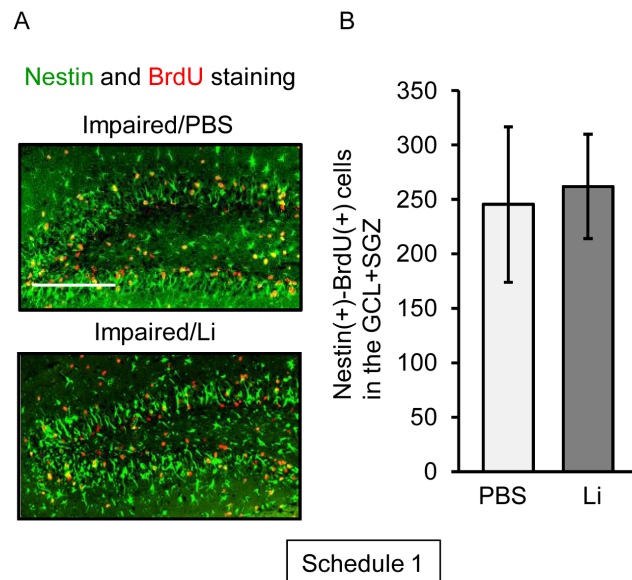 A
Nestin and BrdU staining
Impaired/PBS
Impaired/Li
B
Nestin(+)-BrdU(+) cells
in the GCL+SGZ
350
300
250
200
150
100
50
0
PBS Li
Schedule 1